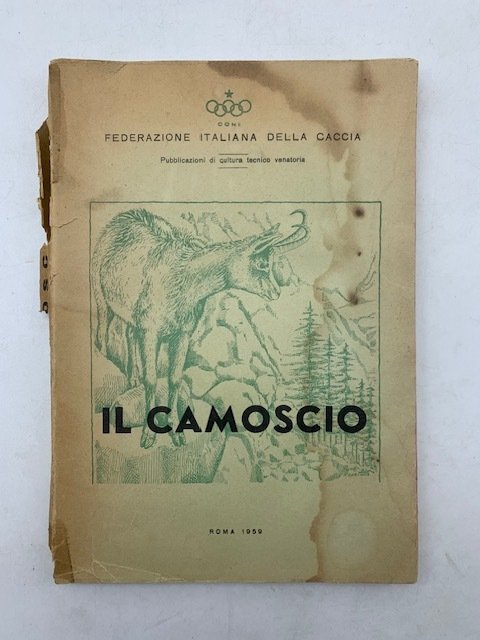 CONI
FEDERAZIONE ITALIANA DELLA CACCIA
Pubblicazioni di cultura tecnico venatoria
IL CAMOSCIO
ROMA 1959